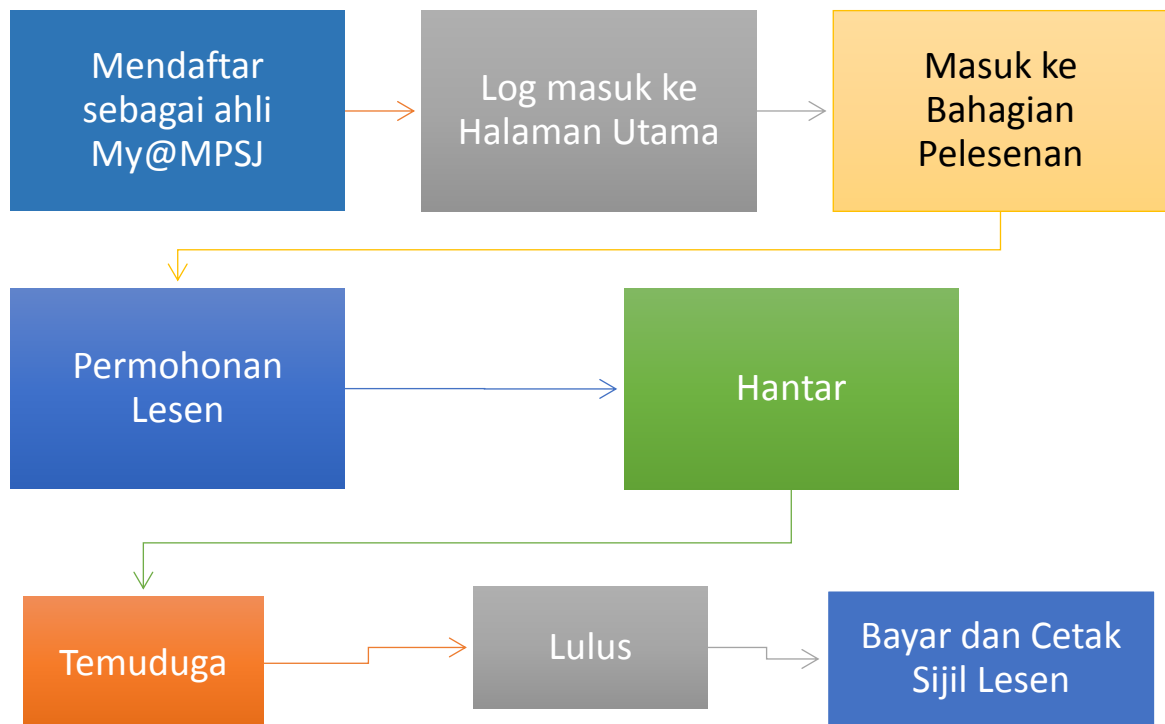 Mendaftar
sebagai ahli
My@MPSJ
Log masuk ke
Halaman Utama
Masuk ke
Bahagian
Pelesenan
Permohonan
Lesen
Hantar
Temuduga
Lulus
Bayar dan Cetak
Sijil Lesen